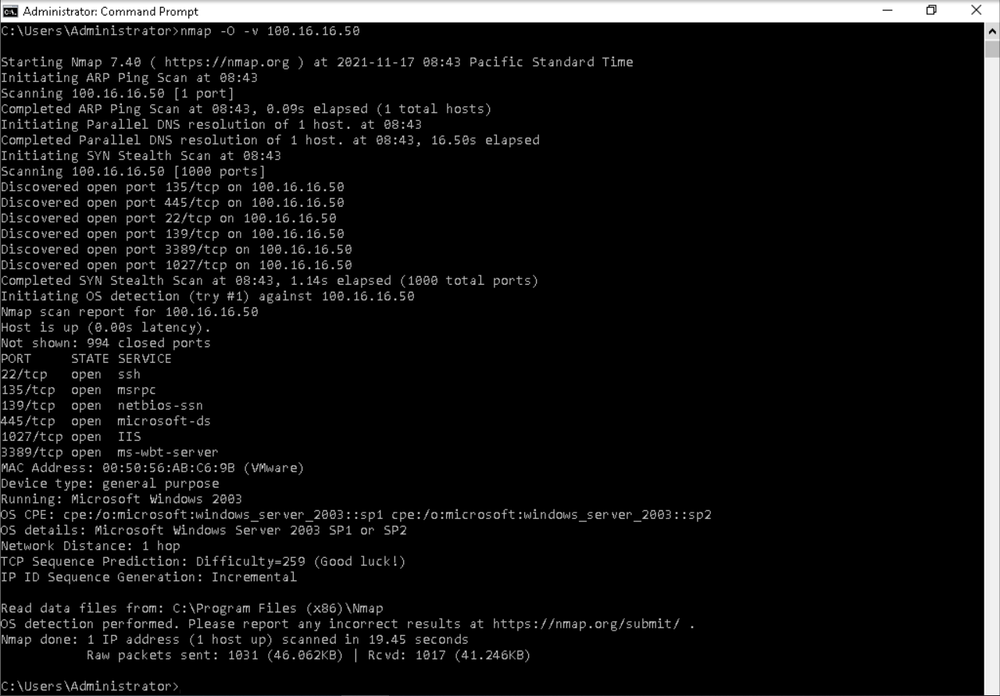 Administrator: Command Prompt
C:\Users\Administrator>nmap -O -v 100.16.16.50
Starting Nmap 7.40 ( https://nmap.org ) at 2021-11-17 08:43 Pacific Standard Time
Initiating ARP Ping Scan at 08:43
Scanning 100.16.16.50 [1 port]
Completed ARP Ping Scan at 08:43, 0.09s elapsed (1 total hosts)
Initiating Parallel DNS resolution of 1 host. at 08:43
Completed Parallel DNS resolution of 1 host. at 08:43, 16.50s elapsed
Initiating SYN Stealth Scan at 08:43
Scanning 100.16.16.50 [1000 ports]
Discovered open port 135/tcp on 100.16.16.50
Discovered open port 445/tcp on 100.16.16.50
Discovered open port 22/tcp on 100.16.16.50
Discovered open port 139/tcp on 100.16.16.50
Discovered open port 3389/tcp on 100.16.16.50
Discovered open port 1027/tcp on 100.16.16.50
Completed SYN Stealth Scan at 08:43, 1.14s elapsed (1000 total ports)
Initiating OS detection (try #1) against 100.16.16.50
Nmap scan report for 100.16.16.50
Host is up (0.00s latency).
Not shown: 994 closed ports
PORT     STATE SERVICE
22/tcp   open  ssh
135/tcp  open  msrpc
139/tcp  open  netbios-ssn
445/tcp  open  microsoft-ds
1027/tcp open  IIS
3389/tcp open  ms-wbt-server
MAC Address: 00:50:56:AB:C6:9B (VMware)
Device type: general purpose
Running: Microsoft Windows 2003
OS CPE: cpe:/o:microsoft:windows_server_2003::sp1 cpe:/o:microsoft:windows_server_2003::sp2
OS details: Microsoft Windows Server 2003 SP1 or SP2
Network Distance: 1 hop
TCP Sequence Prediction: Difficulty=259 (Good luck!)
IP ID Sequence Generation: Incremental
Read data files from: C:\Program Files (x86)\Nmap
OS detection performed. Please report any incorrect results at https://nmap.org/submit/ .
Nmap done: 1 IP address (1 host up) scanned in 19.45 seconds
           Raw packets sent: 1031 (46.062KB) | Rcvd: 1017 (41.246KB)
C:\Users\Administrator>